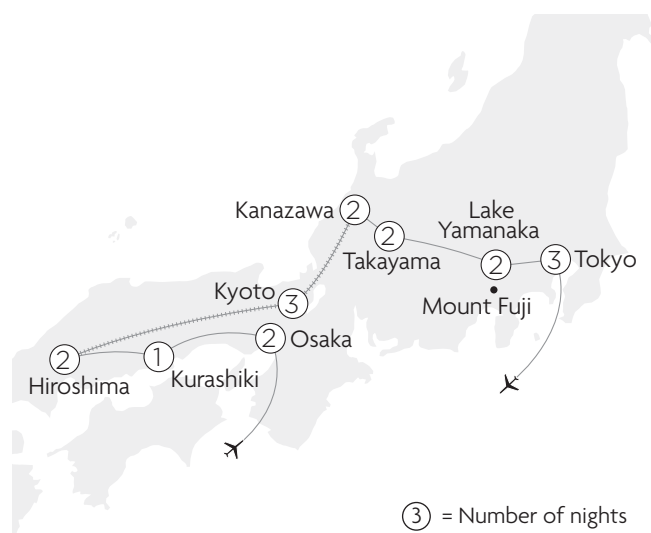 Kanazawa
2
2
Takayama
Lake
Yamanaka
2
3
Tokyo
Mount Fuji
Kyoto
3
2
Osaka
2
Hiroshima
1
Kurashiki
3 = Number of nights